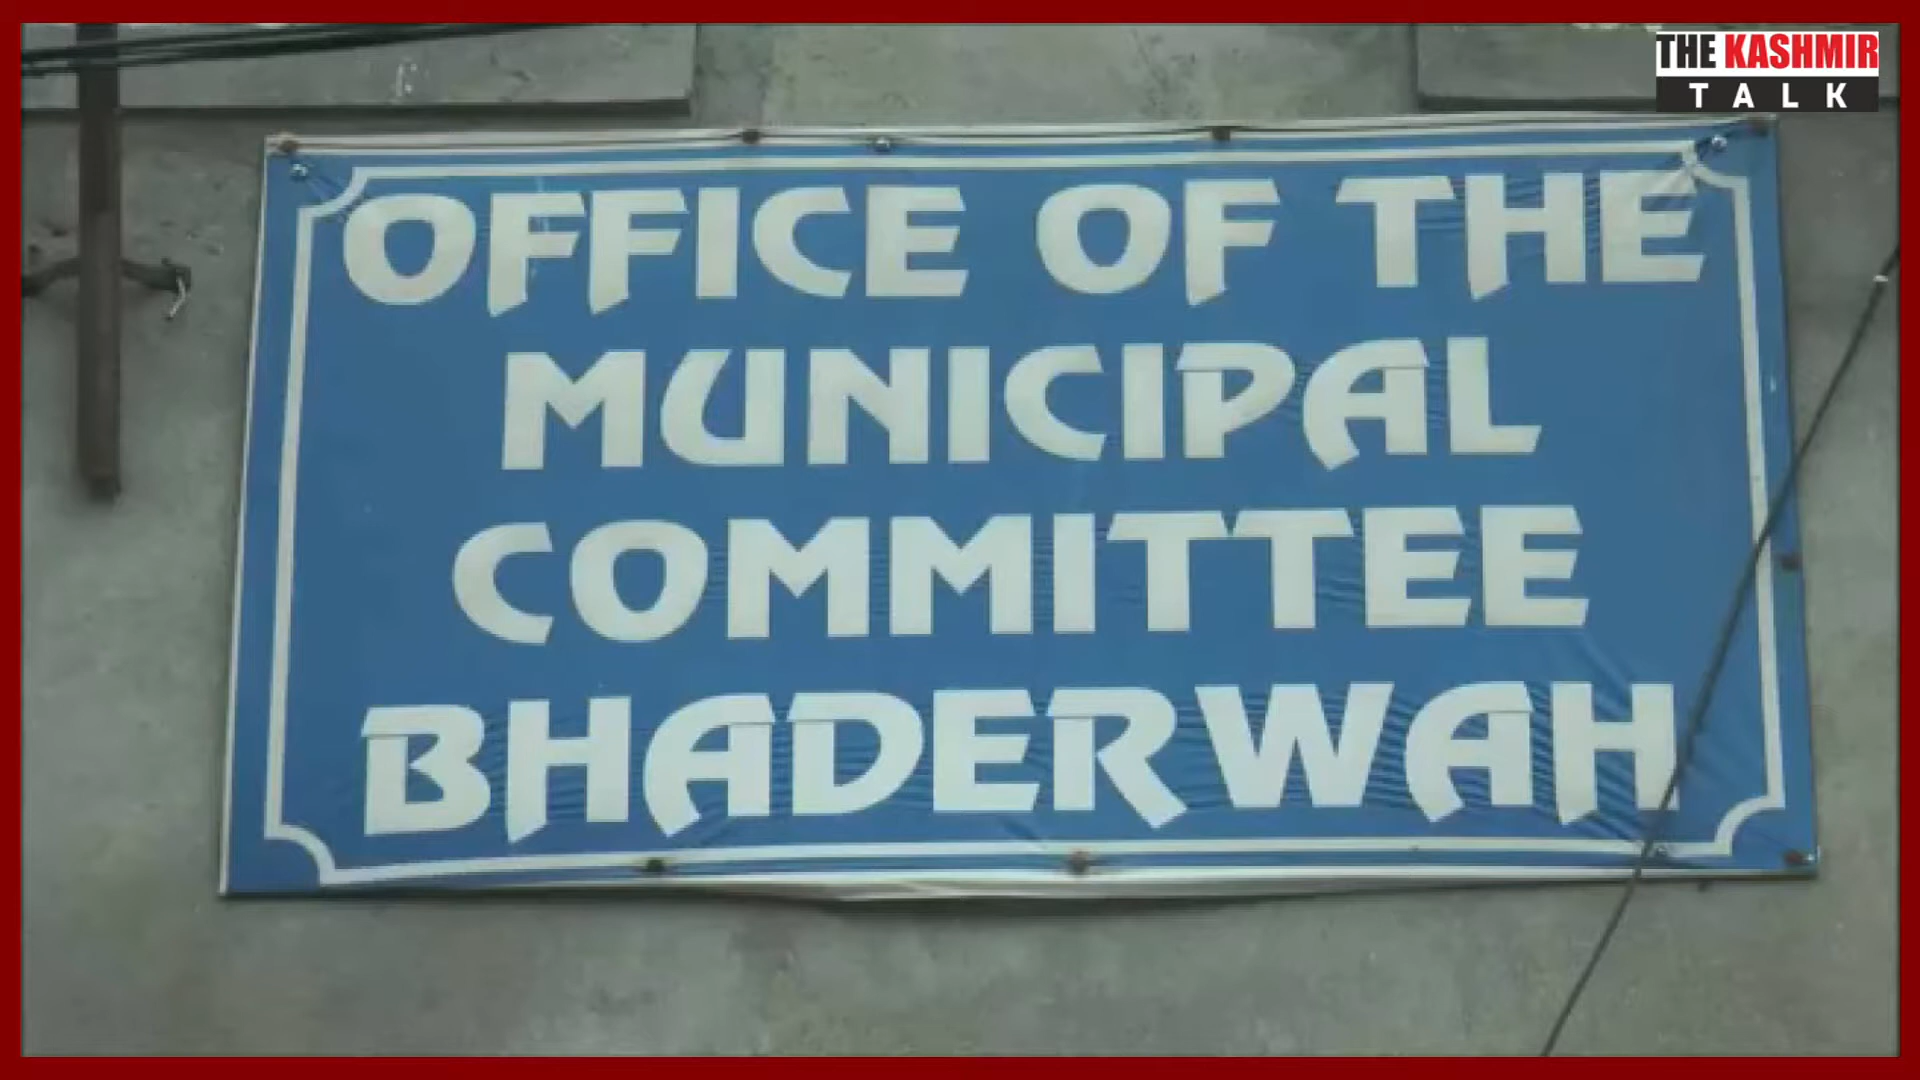 THE KASHMIR
TALK
OFFICE OF THE
MUNICIPAL
COMMITTEE
BHADERWAH